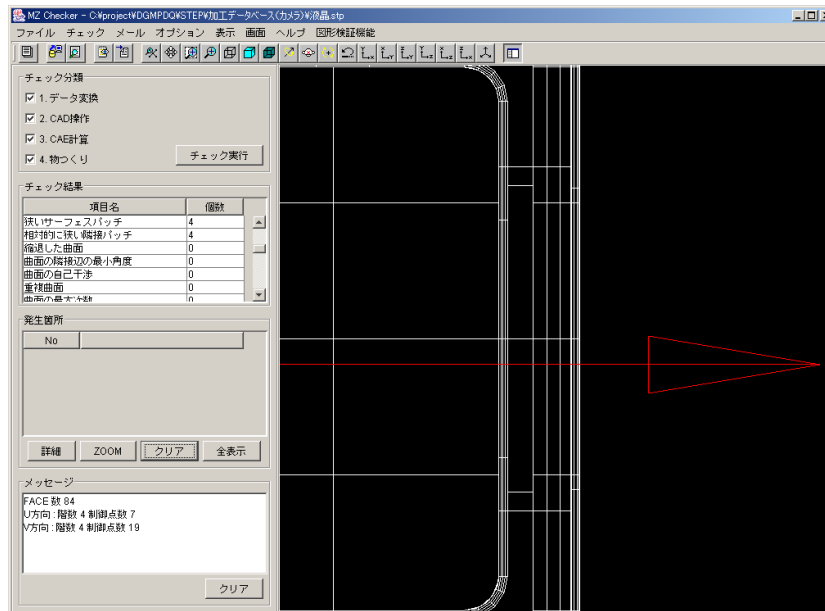 MZ Checker - C:¥project¥DGMPDQ¥STEP¥加工データベース(カメラ)¥液晶.stp
ファイル チェック メール オプション 表示 画面 ヘルプ 図形検証機能
チェック分類
1. データ変換
2. CAD操作
3. CAE計算
4. 物つくり
チェック実行
チェック結果
項目名 個数
狭いサーフェスパッチ 4
相対的に狭い隣接パッチ 4
縮退した曲面 0
曲面の隣接辺の最小角度 0
曲面の自己干渉 0
重複曲面 0
曲面の最大次数 0
発生箇所
No
詳細 ZOOM クリア 全表示
メッセージ
FACE 数 84
U方向 : 階数 4 制御点数 7
V方向 : 階数 4 制御点数 19
クリア